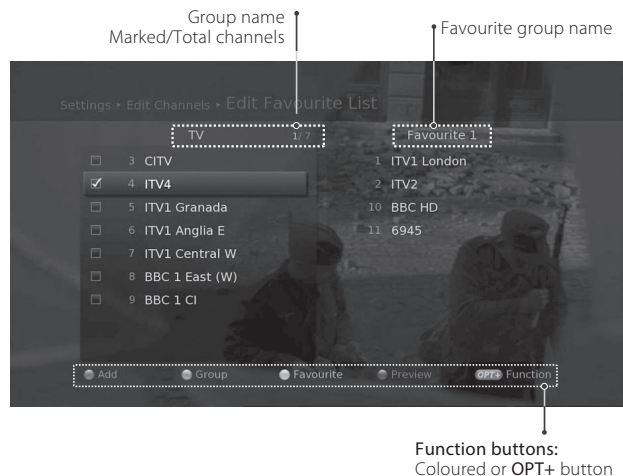 Group name
Marked/Total channels
Favourite group name
Settings ▸ Edit Channels ▸ Edit Favourite List
TV 1/7
Favourite 1
3 CITV
4 ITV4
5 ITV1 Granada
6 ITV1 Anglia E
7 ITV1 Central W
8 BBC 1 East (W)
9 BBC 1 CI
1 ITV1 London
2 ITV2
10 BBC HD
11 6945
Add Group Favourite Preview OPT+ Function
Function buttons:
Coloured or OPT+ button